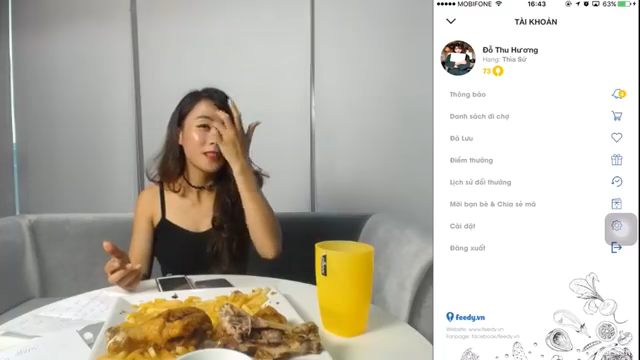 MOBIFONE 16:43 63%
TÀI KHOẢN
Đỗ Thu Hương
Hạng: Thìa Sứ
73
Thông báo
Danh sách đi chợ
Đã Lưu
Điểm thưởng
Lịch sử đổi thưởng
Mời bạn bè & Chia sẻ mã
Cài đặt
Đăng xuất
feedy.vn
Website: www.feedy.vn
Fanpage: facebook/feedy.vn